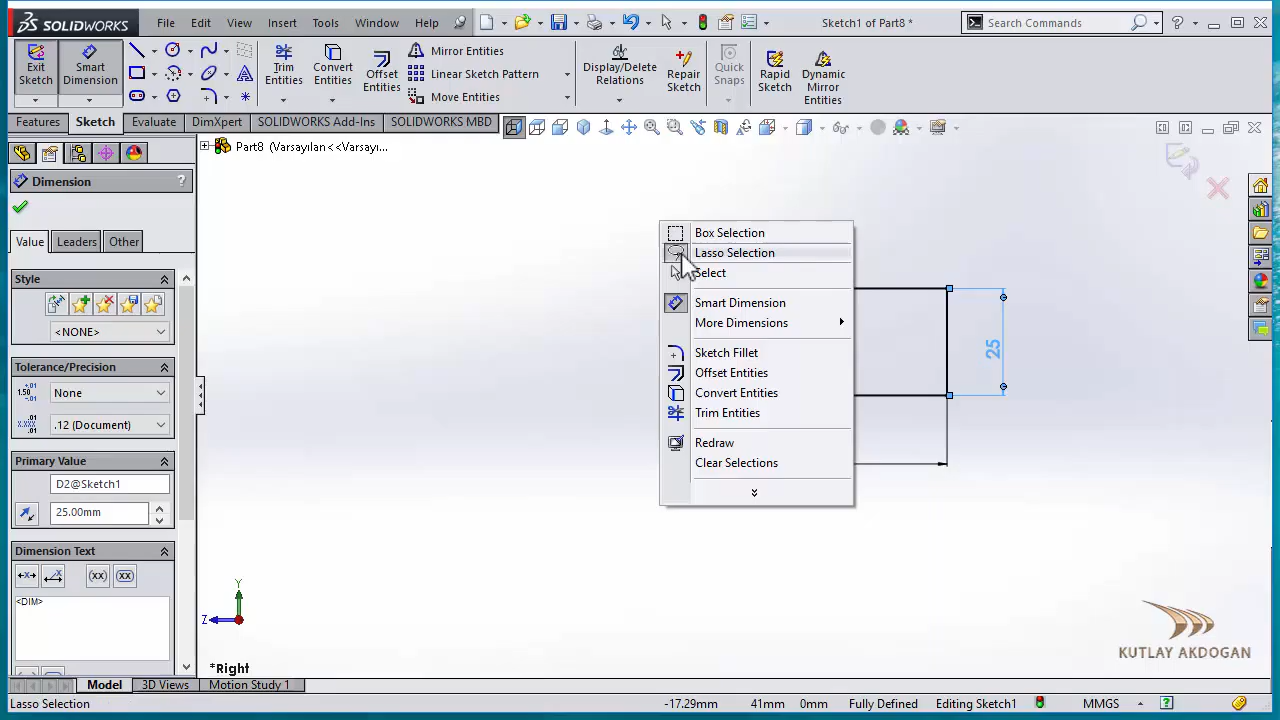 SOLIDWORKS
File
Edit
View
Insert
Tools
Window
Help
Sketch1 of Part8 *
Search Commands
Exit Sketch
Smart Dimension
Trim Entities
Convert Entities
Offset Entities
Mirror Entities
Linear Sketch Pattern
Move Entities
Display/Delete Relations
Repair Sketch
Quick Snaps
Rapid Sketch
Dynamic Mirror Entities
Features
Sketch
Evaluate
DimXpert
SOLIDWORKS Add-Ins
SOLIDWORKS MBD
Part8 (Varsayılan<<Varsayı...
Dimension
?
Value
Leaders
Other
Style
<NONE>
Tolerance/Precision
None
.12 (Document)
Primary Value
D2@Sketch1
25.00mm
Dimension Text
(xx)
(xx)
<DIM>
Box Selection
Lasso Selection
Select
Smart Dimension
More Dimensions
Sketch Fillet
Offset Entities
Convert Entities
Trim Entities
Redraw
Clear Selections
25
Y
Z
*Right
KUTLAY AKDOGAN
Model
3D Views
Motion Study 1
Lasso Selection
-17.29mm
41mm
0mm
Fully Defined
Editing Sketch1
MMGS